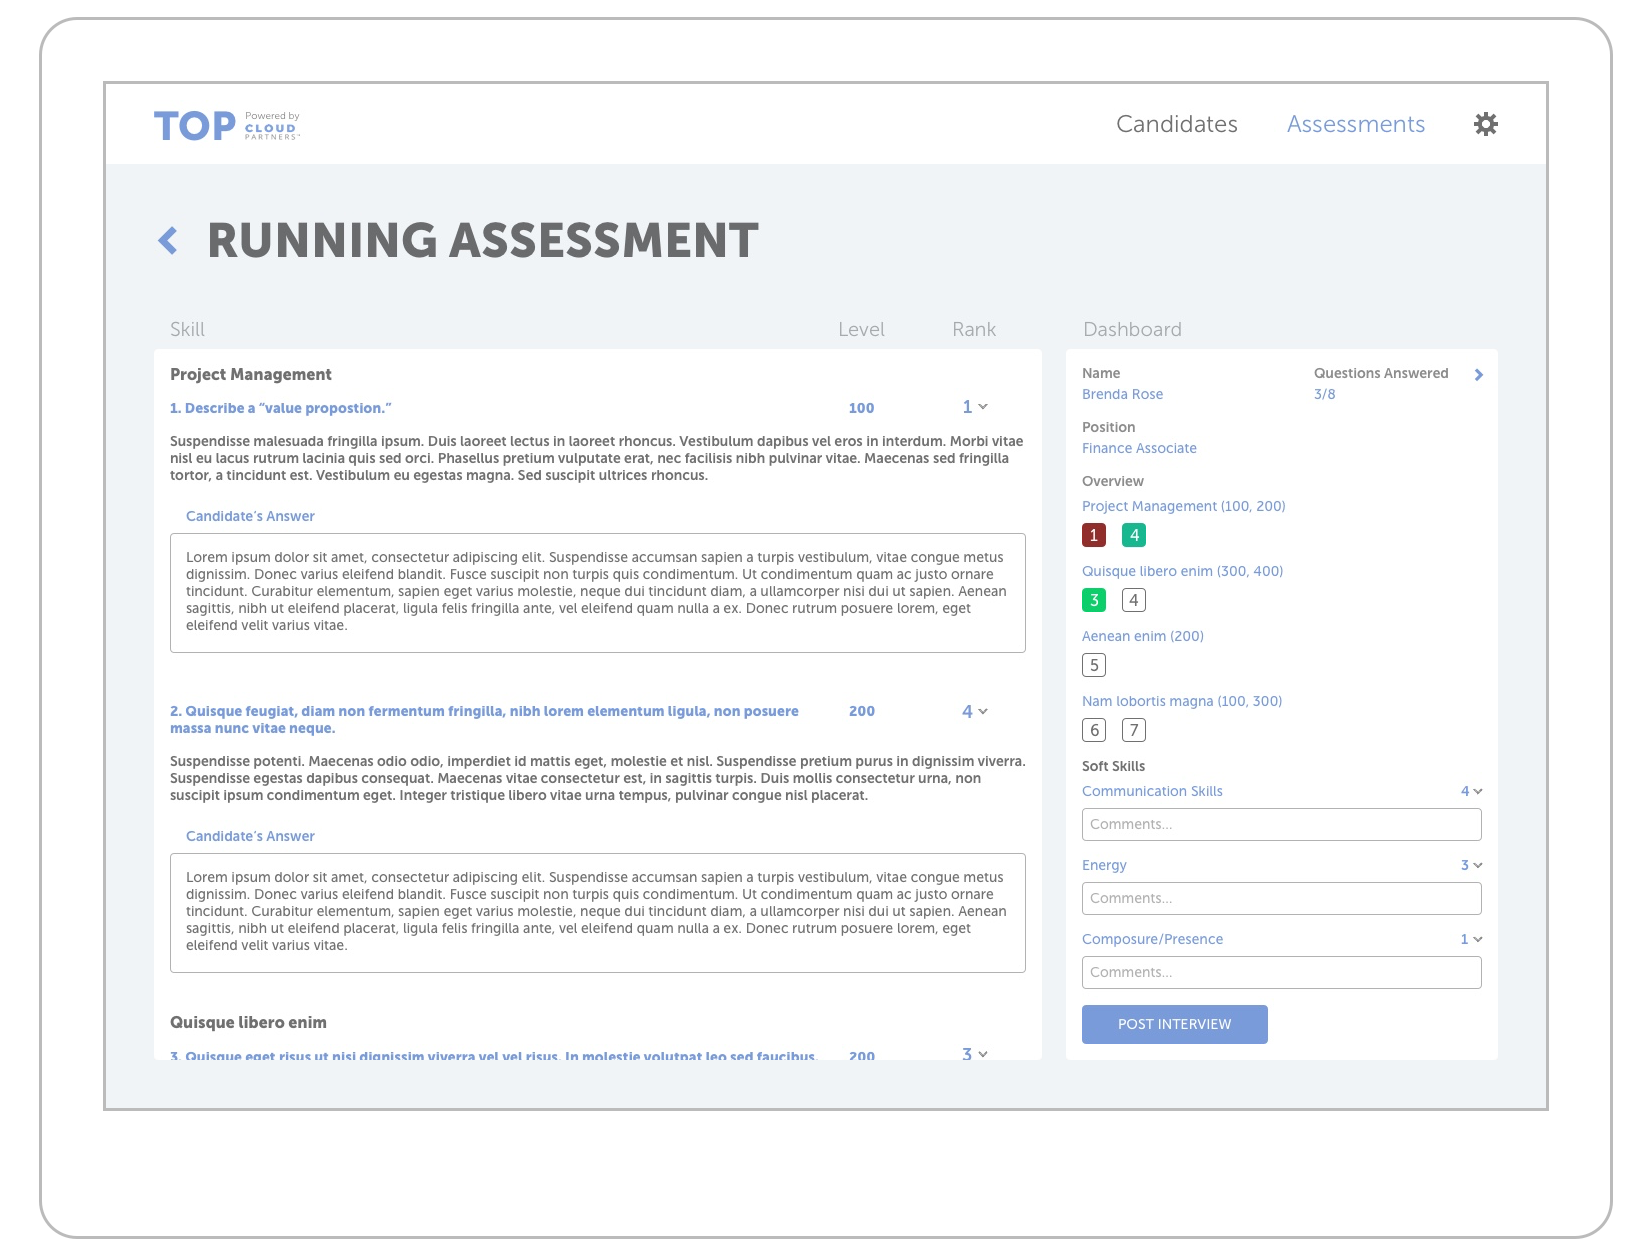 TOP Powered by
CLOUD
PARTNERS
Candidates Assessments
RUNNING ASSESSMENT
Skill Level Rank
Project Management
1. Describe a “value propostion.” 100 1
Suspendisse malesuada fringilla ipsum. Duis laoreet lectus in laoreet rhoncus. Vestibulum dapibus vel eros in interdum. Morbi vitae
nisl eu lacus rutrum lacinia quis sed orci. Phasellus pretium vulputate erat, nec facilisis nibh pulvinar vitae. Maecenas sed fringilla
tortor, a tincidunt est. Vestibulum eu egestas magna. Sed suscipit ultrices rhoncus.
Candidate’s Answer
Lorem ipsum dolor sit amet, consectetur adipiscing elit. Suspendisse accumsan sapien a turpis vestibulum, vitae congue metus
dignissim. Donec varius eleifend blandit. Fusce suscipit non turpis quis condimentum. Ut condimentum quam ac justo ornare
tincidunt. Curabitur elementum, sapien eget varius molestie, neque dui tincidunt diam, a ullamcorper nisi dui ut sapien. Aenean
sagittis, nibh ut eleifend placerat, ligula felis fringilla ante, vel eleifend quam nulla a ex. Donec rutrum posuere lorem, eget
eleifend velit varius vitae.
2. Quisque feugiat, diam non fermentum fringilla, nibh lorem elementum ligula, non posuere 200 4
massa nunc vitae neque.
Suspendisse potenti. Maecenas odio odio, imperdiet id mattis eget, molestie et nisl. Suspendisse pretium purus in dignissim viverra.
Suspendisse egestas dapibus consequat. Maecenas vitae consectetur est, in sagittis turpis. Duis mollis consectetur urna, non
suscipit ipsum condimentum eget. Integer tristique libero vitae urna tempus, pulvinar congue nisl placerat.
Candidate’s Answer
Lorem ipsum dolor sit amet, consectetur adipiscing elit. Suspendisse accumsan sapien a turpis vestibulum, vitae congue metus
dignissim. Donec varius eleifend blandit. Fusce suscipit non turpis quis condimentum. Ut condimentum quam ac justo ornare
tincidunt. Curabitur elementum, sapien eget varius molestie, neque dui tincidunt diam, a ullamcorper nisi dui ut sapien. Aenean
sagittis, nibh ut eleifend placerat, ligula felis fringilla ante, vel eleifend quam nulla a ex. Donec rutrum posuere lorem, eget
eleifend velit varius vitae.
Quisque libero enim
3. Quisque eget risus ut nisi dignissim viverra vel vel risus. In molestie volutpat leo sed faucibus. 200 3
Dashboard
Name Questions Answered
Brenda Rose 3/8
Position
Finance Associate
Overview
Project Management (100, 200)
1 4
Quisque libero enim (300, 400)
3 4
Aenean enim (200)
5
Nam lobortis magna (100, 300)
6 7
Soft Skills
Communication Skills 4
Comments...
Energy 3
Comments...
Composure/Presence 1
Comments...
POST INTERVIEW